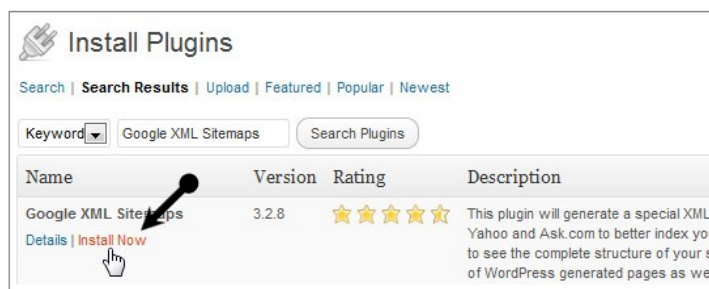 Install Plugins
Search | Search Results | Upload | Featured | Popular | Newest
Keyword Google XML Sitemaps Search Plugins
Name Version Rating Description
Google XML Sitemaps 3.2.8 This plugin will generate a special XML
Details | Install Now Yahoo and Ask.com to better index yo
to see the complete structure of your s
of WordPress generated pages as we